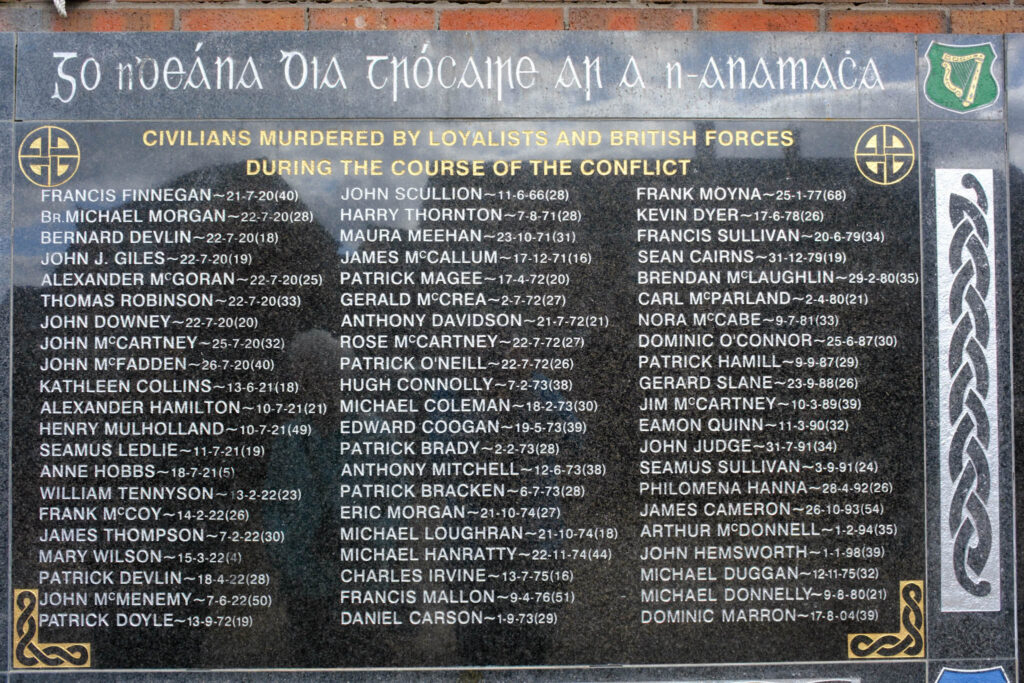 Go nDeána Dia Trócaire ar a n-anamaċa
CIVILIANS MURDERED BY LOYALISTS AND BRITISH FORCES
DURING THE COURSE OF THE CONFLICT
FRANCIS FINNEGAN~21-7-20(40)
BR.MICHAEL MORGAN~22-7-20(28)
BERNARD DEVLIN~22-7-20(18)
JOHN J. GILES~22-7-20(19)
ALEXANDER McGORAN~22-7-20(25)
THOMAS ROBINSON~22-7-20(33)
JOHN DOWNEY~22-7-20(20)
JOHN McCARTNEY~25-7-20(32)
JOHN McFADDEN~26-7-20(40)
KATHLEEN COLLINS~13-6-21(18)
ALEXANDER HAMILTON~10-7-21(21)
HENRY MULHOLLAND~10-7-21(49)
SEAMUS LEDLIE~11-7-21(19)
ANNE HOBBS~18-7-21(5)
WILLIAM TENNYSON~13-2-22(23)
FRANK McCOY~14-2-22(26)
JAMES THOMPSON~7-2-22(30)
MARY WILSON~15-3-22(4)
PATRICK DEVLIN~18-4-22(28)
JOHN McMENEMY~7-6-22(50)
PATRICK DOYLE~13-9-72(19)
JOHN SCULLION~11-6-66(28)
HARRY THORNTON~7-8-71(28)
MAURA MEEHAN~23-10-71(31)
JAMES McCALLUM~17-12-71(16)
PATRICK MAGEE~17-4-72(20)
GERALD McCREA~2-7-72(27)
ANTHONY DAVIDSON~21-7-72(21)
ROSE McCARTNEY~22-7-72(27)
PATRICK O'NEILL~22-7-72(26)
HUGH CONNOLLY~7-2-73(38)
MICHAEL COLEMAN~18-2-73(30)
EDWARD COOGAN~19-5-73(39)
PATRICK BRADY~2-2-73(28)
ANTHONY MITCHELL~12-6-73(38)
PATRICK BRACKEN~6-7-73(28)
ERIC MORGAN~21-10-74(27)
MICHAEL LOUGHRAN~21-10-74(18)
MICHAEL HANRATTY~22-11-74(44)
CHARLES IRVINE~13-7-75(16)
FRANCIS MALLON~9-4-76(51)
DANIEL CARSON~1-9-73(29)
FRANK MOYNA~25-1-77(68)
KEVIN DYER~17-6-78(26)
FRANCIS SULLIVAN~20-6-79(34)
SEAN CAIRNS~31-12-79(19)
BRENDAN McLAUGHLIN~29-2-80(35)
CARL McPARLAND~2-4-80(21)
NORA McCABE~9-7-81(33)
DOMINIC O'CONNOR~25-6-87(30)
PATRICK HAMILL~9-9-87(29)
GERARD SLANE~23-9-88(26)
JIM McCARTNEY~10-3-89(39)
EAMON QUINN~11-3-90(32)
JOHN JUDGE~31-7-91(34)
SEAMUS SULLIVAN~3-9-91(24)
PHILOMENA HANNA~28-4-92(26)
JAMES CAMERON~26-10-93(54)
ARTHUR McDONNELL~1-2-94(35)
JOHN HEMSWORTH~1-1-98(39)
MICHAEL DUGGAN~12-11-75(32)
MICHAEL DONNELLY~9-8-80(21)
DOMINIC MARRON~17-8-04(39)